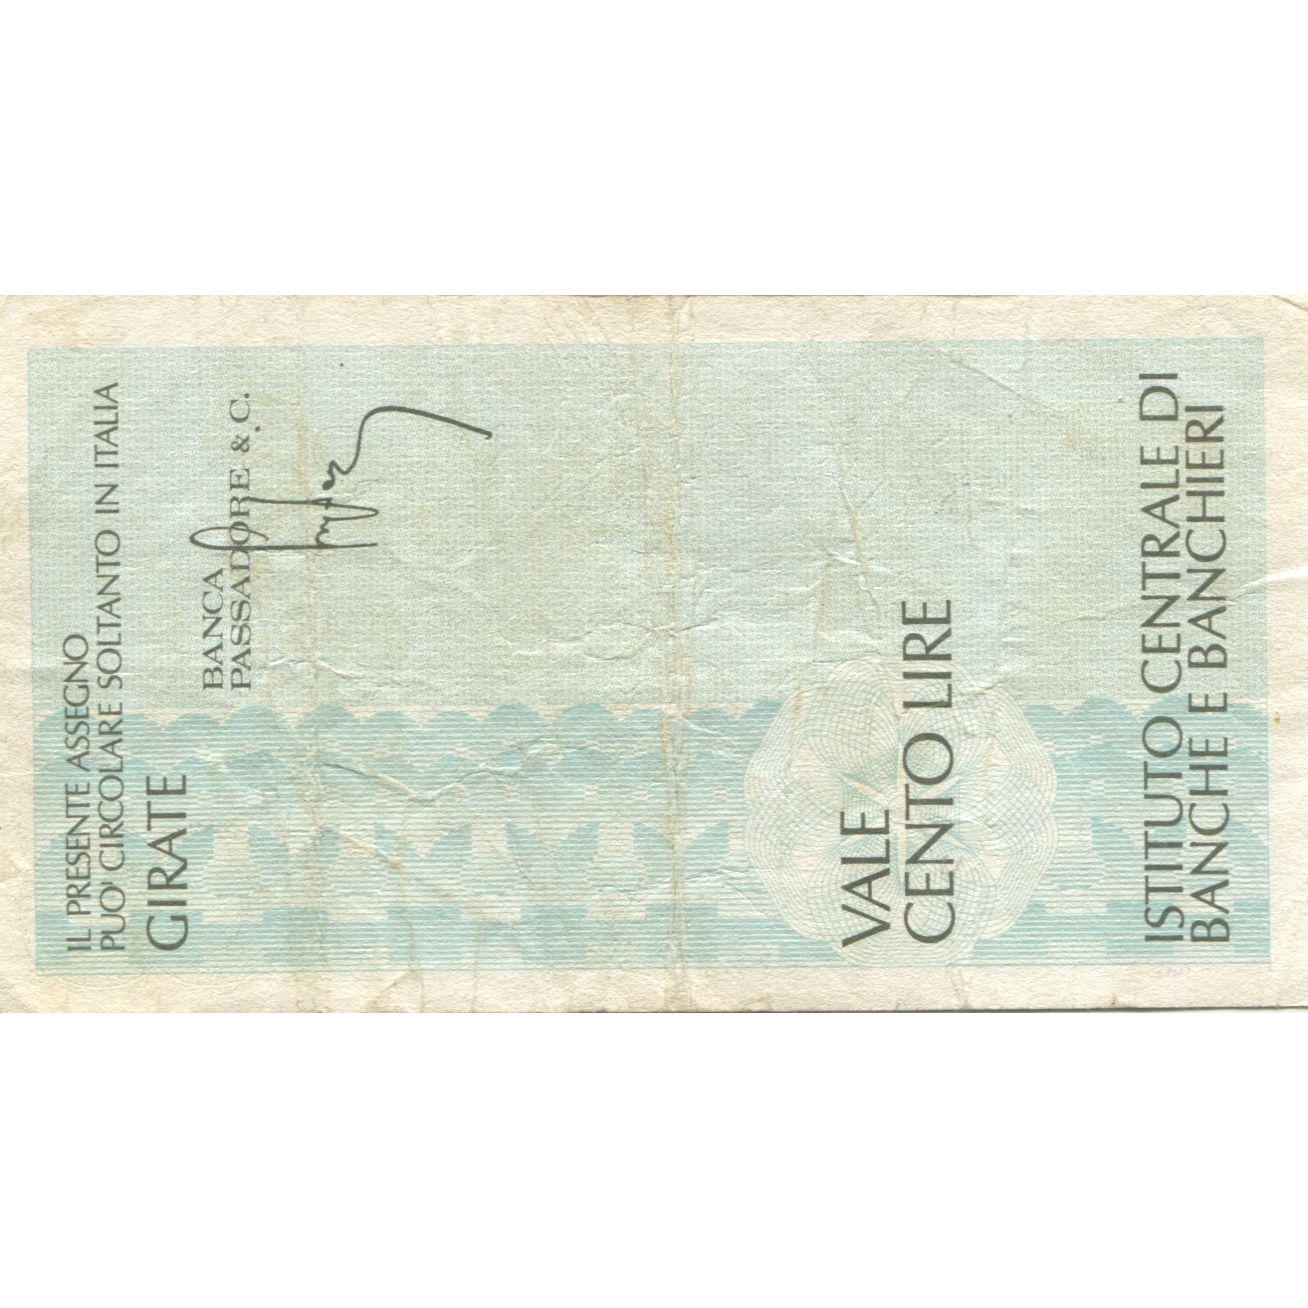 IL PRESENTE ASSEGNO
PUO' CIRCOLARE SOLTANTO IN ITALIA
GIRATE
BANCA
PASSADORE & C.
VALE
CENTO LIRE
ISTITUTO CENTRALE DI
BANCHE E BANCHIERI